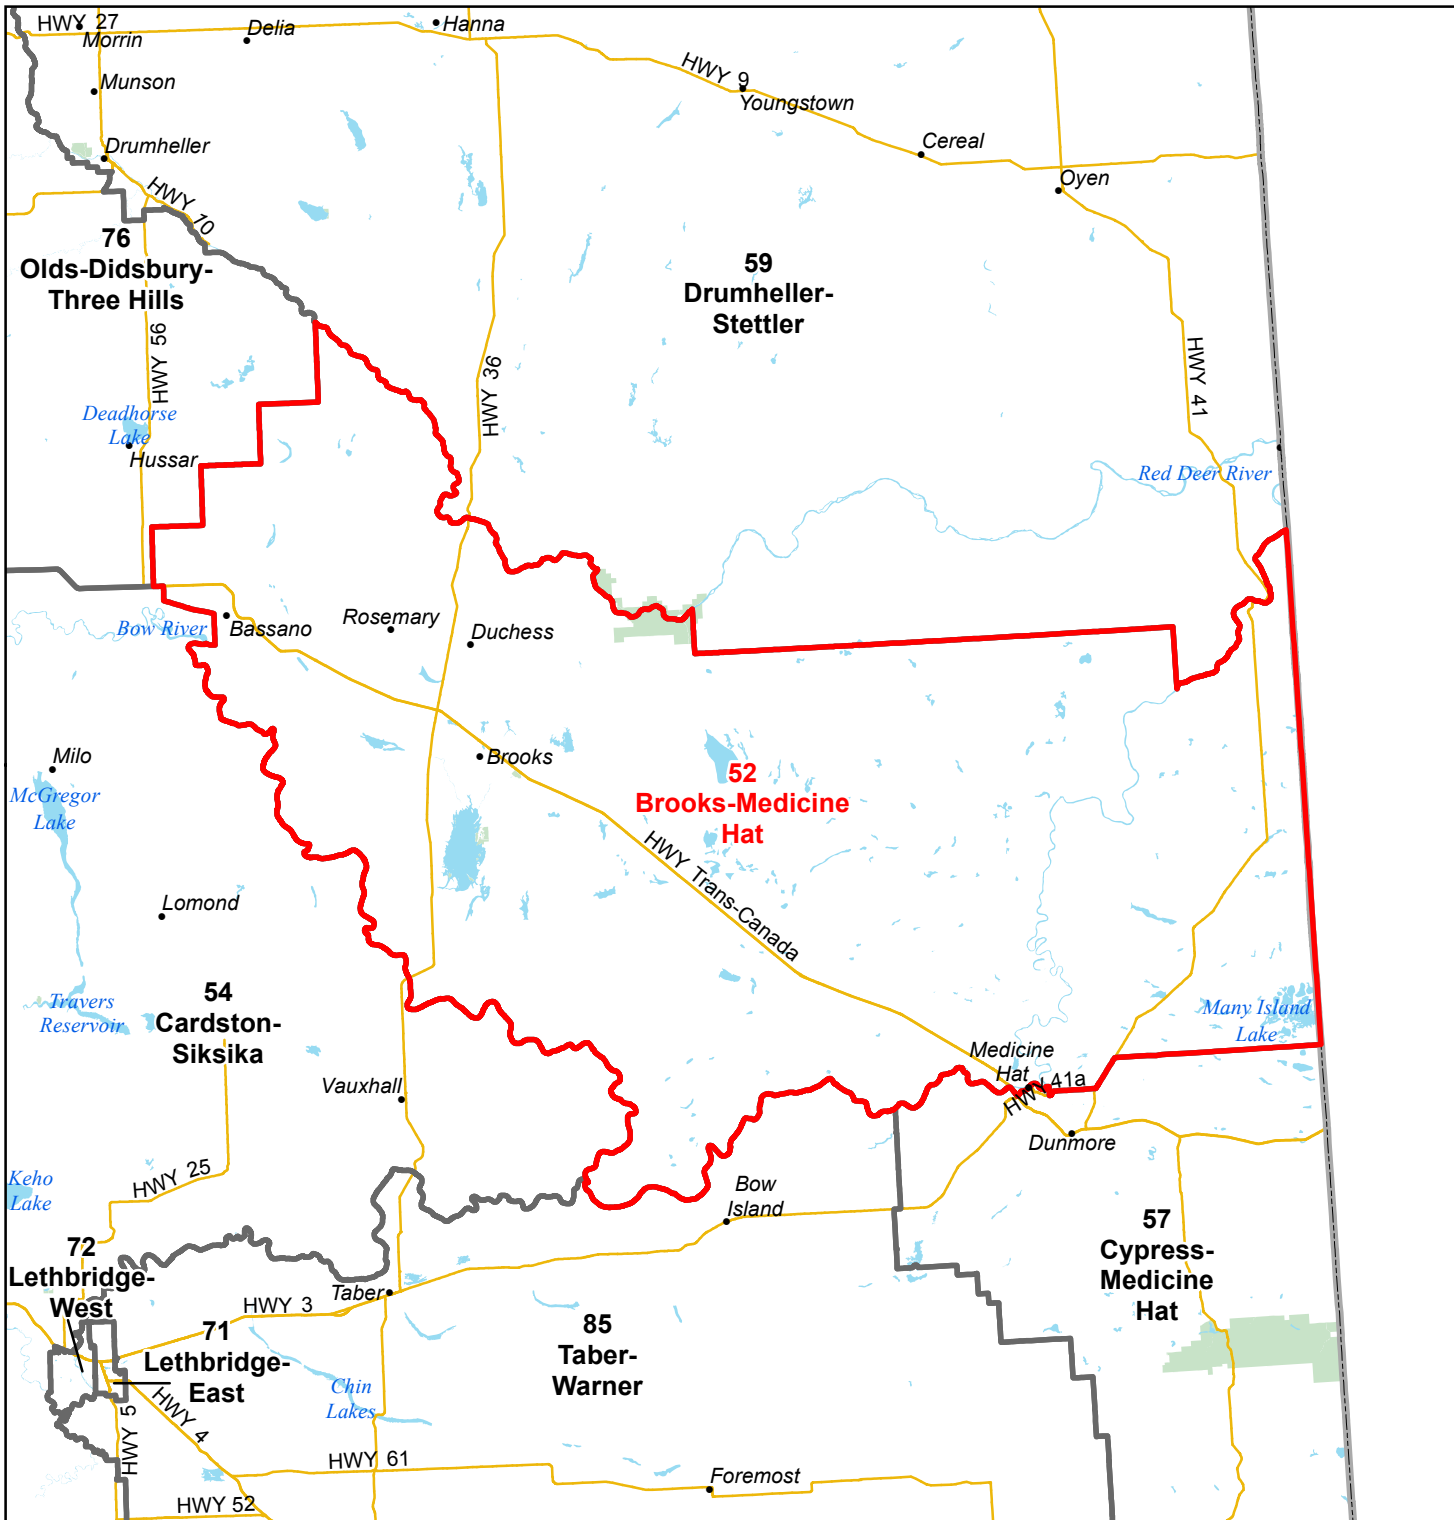 HWY 27
Morrin
Delia
Hanna
Munson
HWY 9
Youngstown
Drumheller
Cereal
Oyen
HWY 10
76
Olds-Didsbury-
Three Hills
59
Drumheller-
Stettler
HWY 56
HWY 36
HWY 41
Deadhorse
Lake
Hussar
Red Deer River
Bow River
Bassano
Rosemary
Duchess
Milo
McGregor
Lake
Brooks
52
Brooks-Medicine
Hat
HWY Trans-Canada
Lomond
54
Cardston-
Siksika
Travers
Reservoir
Many Island
Lake
Medicine
Hat
HWY 41a
Vauxhall
Dunmore
HWY 25
Keho
Lake
Bow
Island
57
Cypress-
Medicine
Hat
72
Lethbridge-
West
Taber
HWY 3
71
Lethbridge-
East
85
Taber-
Warner
Chin
Lakes
HWY 5
HWY 4
HWY 61
Foremost
HWY 52